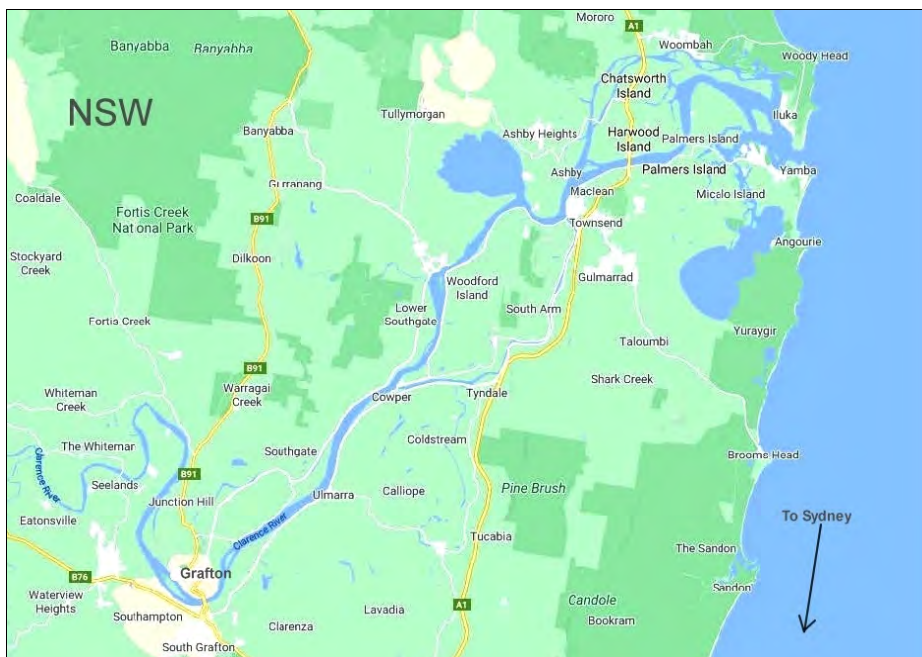 Mororo
A1
Banyabba
Banyabba
Woombah
Woody Head
NSW
Chatsworth
Island
Tullymorgan
Iluka
Banyabba
Ashby Heights
Harwood
Island
Palmers Island
Ashby
Palmers Island
Yamba
Gurranang
Maclean
Micalo Island
Coaldale
Fortis Creek
National Park
B91
Townsend
Angourie
Stockyard
Creek
Dilkoon
Woodford
Island
Gulmarrad
Lower
Southgate
South Arm
Fortis Creek
Yuraygir
Taloumbi
B91
Shark Creek
Whiteman
Creek
Warragai
Creek
Cowper
Tyndale
The Whiteman
Southgate
Coldstream
Brooms Head
Clarence River
Seelands
B91
Junction Hill
Ulmarra
Calliope
Pine Brush
Eatonsville
To Sydney
Clarence River
Tucabia
The Sandon
Grafton
B76
Waterview
Heights
Sandon
Southampton
Lavadia
A1
Candole
Clarenza
Bookram
South Grafton